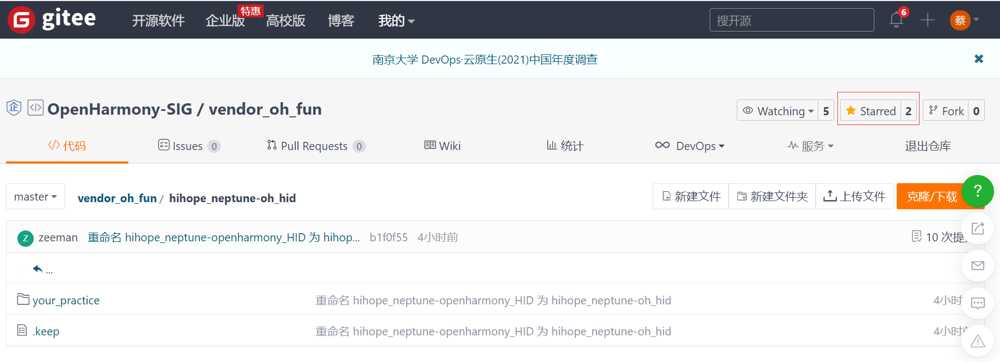 gitee 开源软件 企业版 特惠 高校版 博客 我的 搜开源 6 蔡
南京大学 DevOps·云原生(2021)中国年度调查
企 OpenHarmony-SIG / vendor_oh_fun Watching 5 Starred 2 Fork 0
代码 Issues 0 Pull Requests 0 Wiki 统计 DevOps 服务 退出仓库
master vendor_oh_fun / hihope_neptune-oh_hid 新建文件 新建文件夹 上传文件 克隆/下载 ?
Z zeeman 重命名 hihope_neptune-openharmony_HID 为 hihop... b1f0f55 4小时前 10 次提
...
your_practice 重命名 hihope_neptune-openharmony_HID 为 hihope_neptune-oh_hid 4小时
.keep 重命名 hihope_neptune-openharmony_HID 为 hihope_neptune-oh_hid 4小时